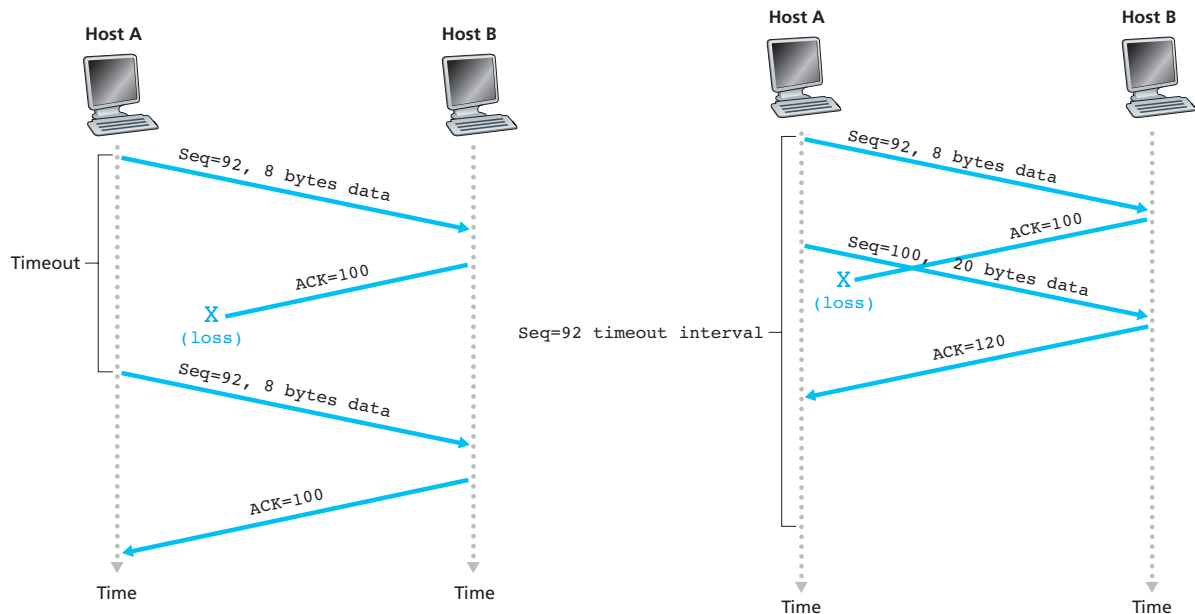 Host A
Host B
Seq=92, 8 bytes data
Timeout
ACK=100
X
(loss)
Seq=92, 8 bytes data
ACK=100
Time
Time
Host A
Host B
Seq=92, 8 bytes data
ACK=100
Seq=100, 20 bytes data
X
(loss)
Seq=92 timeout interval
ACK=120
Time
Time